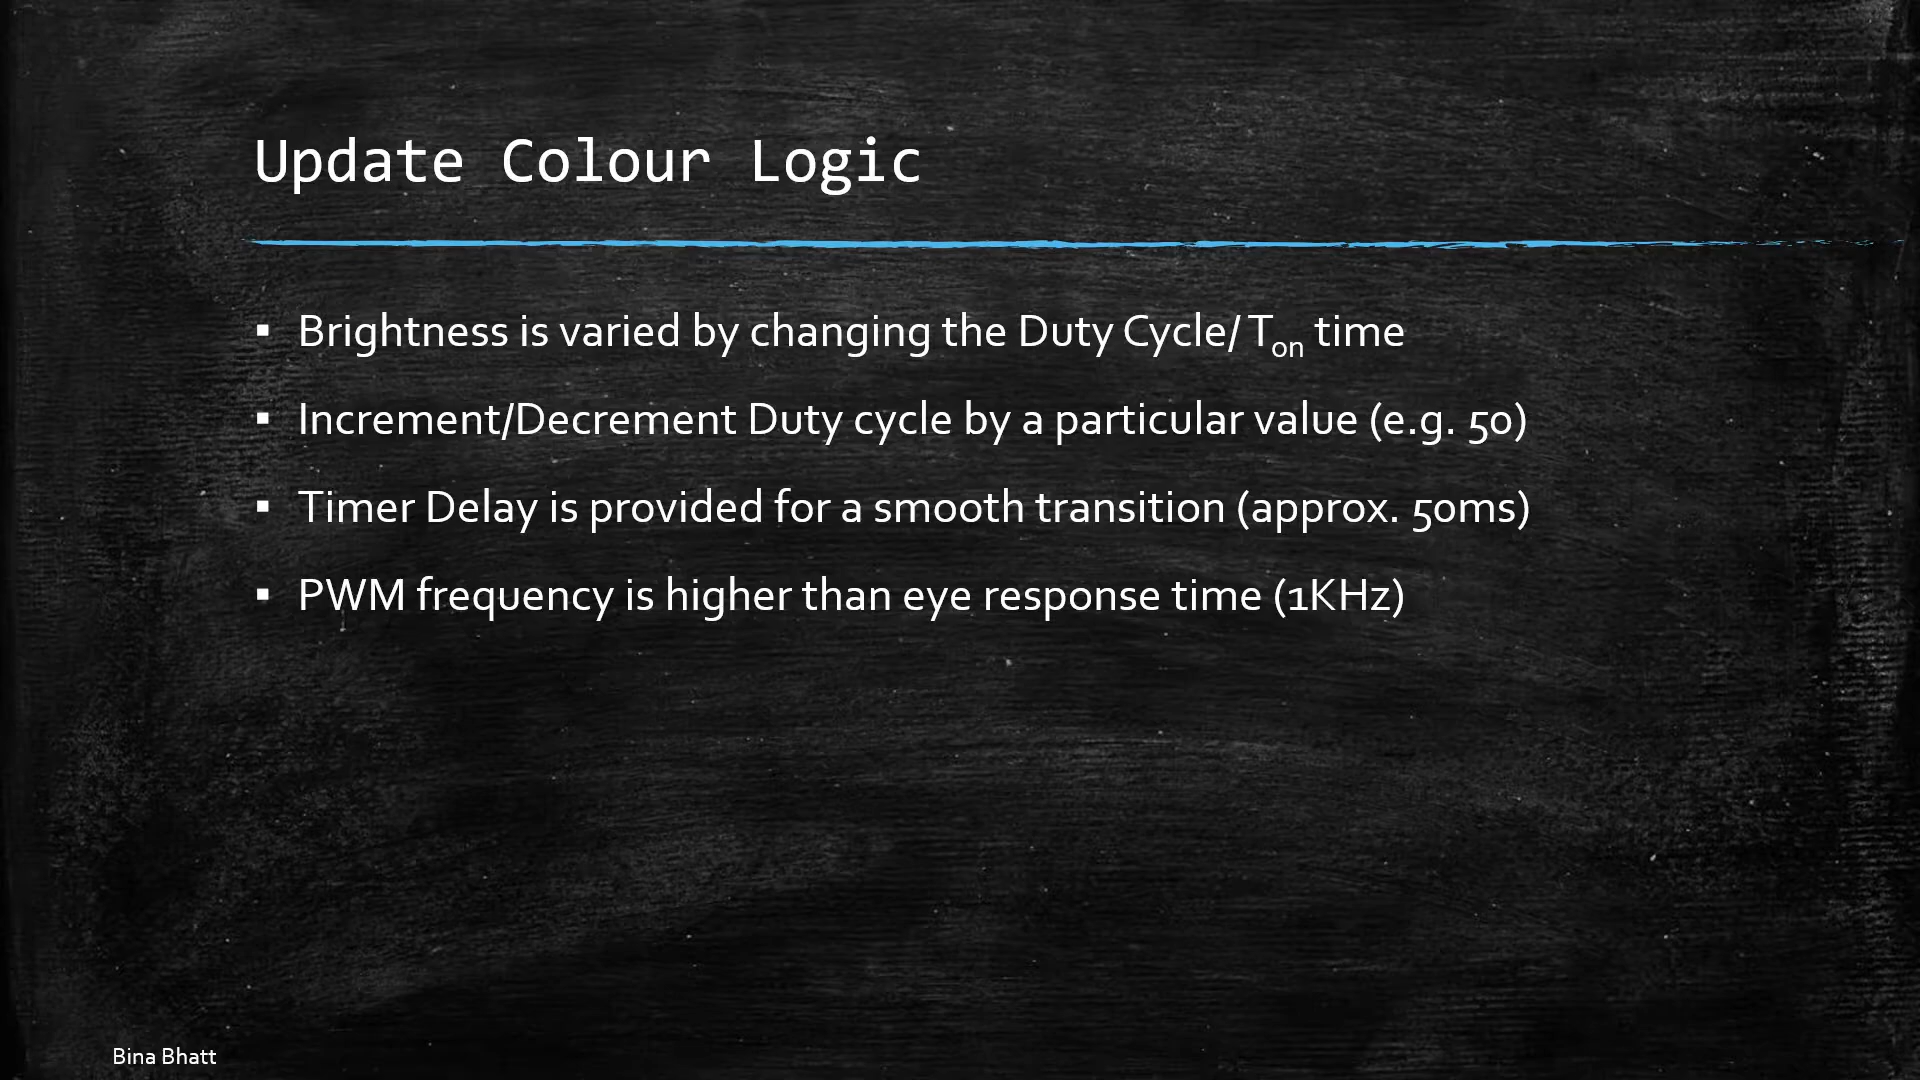 Update Colour Logic
▪ Brightness is varied by changing the Duty Cycle/ Ton time
▪ Increment/Decrement Duty cycle by a particular value (e.g. 50)
▪ Timer Delay is provided for a smooth transition (approx. 50ms)
▪ PWM frequency is higher than eye response time (1KHz)
Bina Bhatt